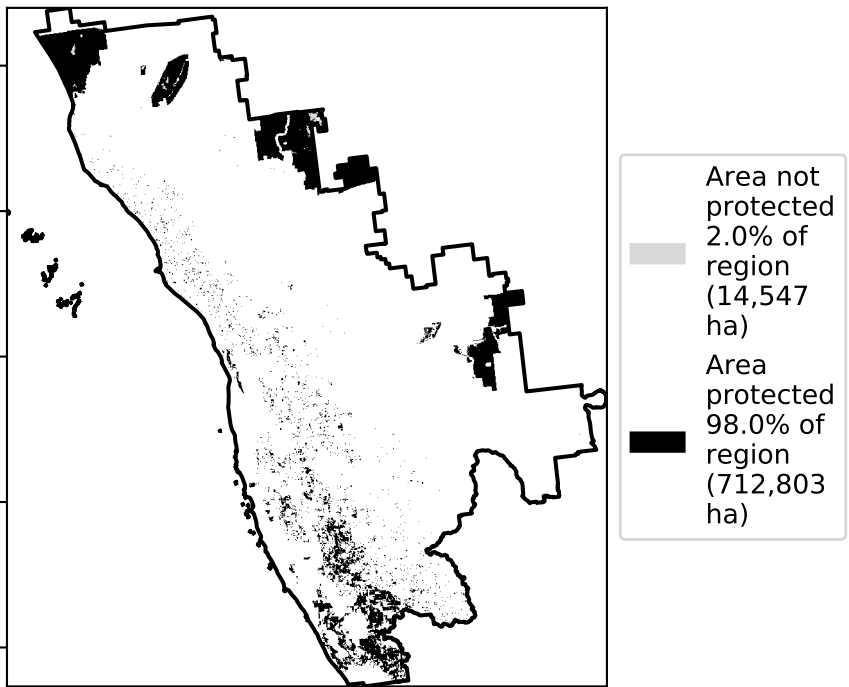 Area not
protected
2.0% of
region
(14,547
ha)
Area
protected
98.0% of
region
(712,803
ha)